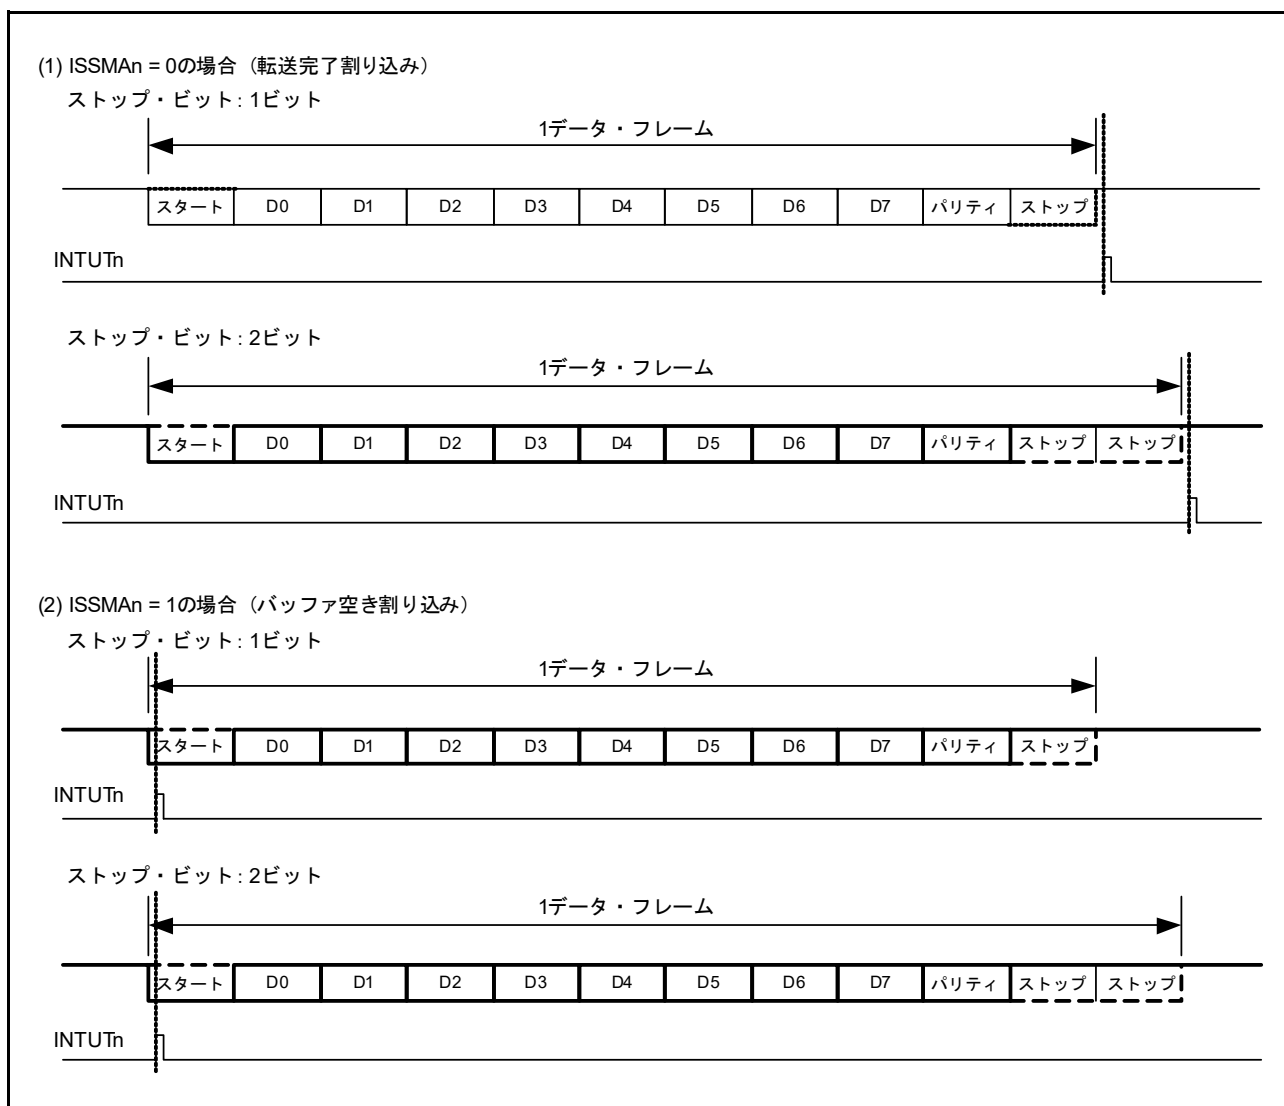 (1) ISSMAn = 0の場合（転送完了割り込み）
ストップ・ビット : 1ビット
1データ・フレーム
スタート D0 D1 D2 D3 D4 D5 D6 D7 パリティ ストップ
INTUTn
ストップ・ビット : 2ビット
1データ・フレーム
スタート D0 D1 D2 D3 D4 D5 D6 D7 パリティ ストップ ストップ
INTUTn
(2) ISSMAn = 1の場合（バッファ空き割り込み）
ストップ・ビット : 1ビット
1データ・フレーム
スタート D0 D1 D2 D3 D4 D5 D6 D7 パリティ ストップ
INTUTn
ストップ・ビット : 2ビット
1データ・フレーム
スタート D0 D1 D2 D3 D4 D5 D6 D7 パリティ ストップ ストップ
INTUTn